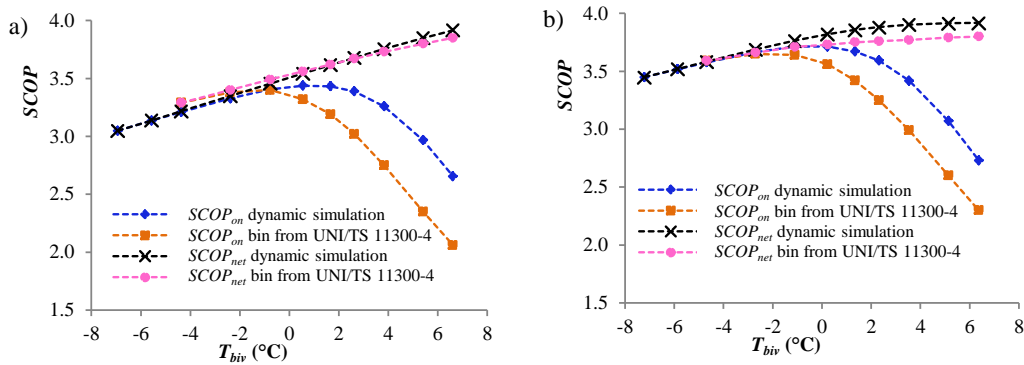 a)
4.0
3.5
3.0
2.5
2.0
1.5
SCOP
-8 -6 -4 -2 0 2 4 6 8
T_biv (°C)
SCOP_on dynamic simulation
SCOP_on bin from UNI/TS 11300-4
SCOP_net dynamic simulation
SCOP_net bin from UNI/TS 11300-4
b)
4.0
3.5
3.0
2.5
2.0
1.5
SCOP
-8 -6 -4 -2 0 2 4 6 8
T_biv (°C)
SCOP_on dynamic simulation
SCOP_on bin from UNI/TS 11300-4
SCOP_net dynamic simulation
SCOP_net bin from UNI/TS 11300-4